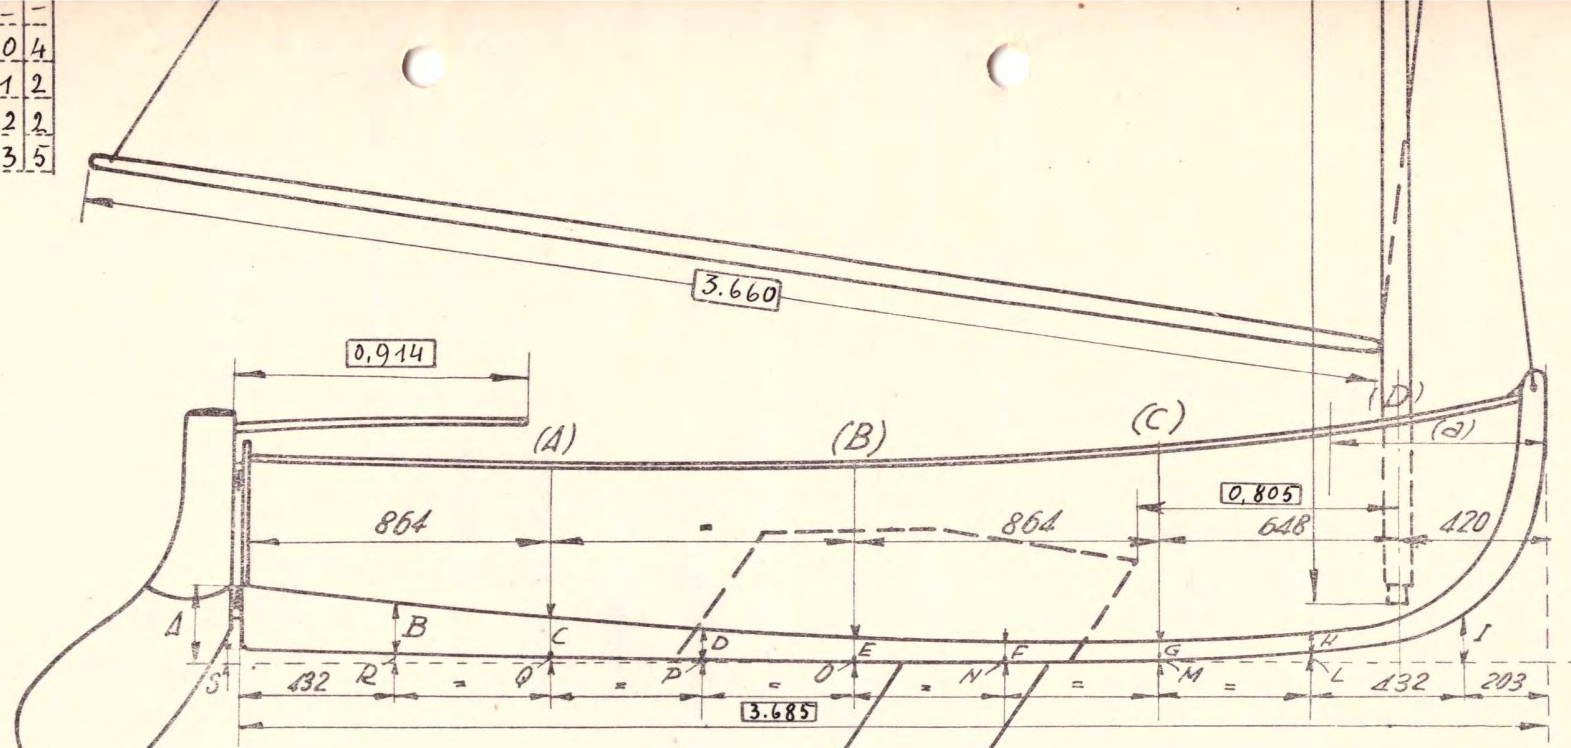 – –
0 4
1 2
2 2
3 5
3.660
0,914
(A) (B) (C) (D)
(a)
0,805
864 = 864 648 420
A B C D E F G H I
S R Q P O N M L
432 = = = = = = 432 203
3.685